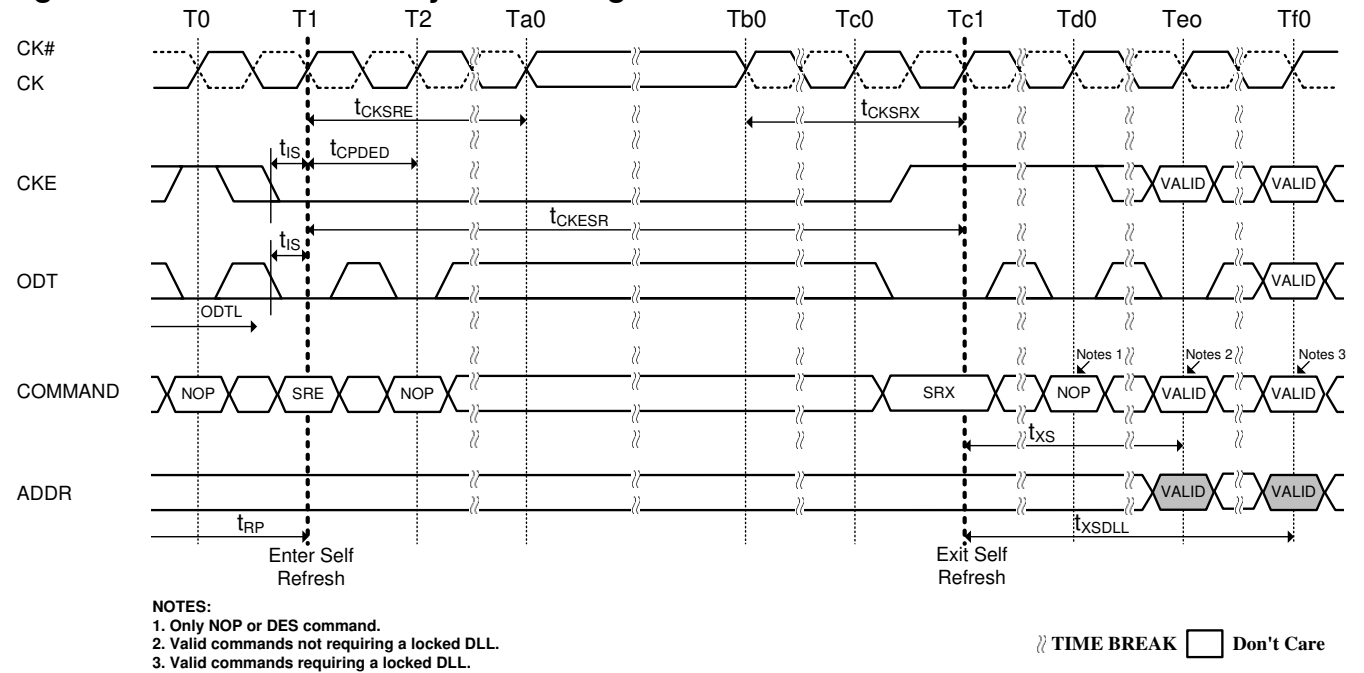 T0 T1 T2 Ta0 Tb0 Tc0 Tc1 Td0 Teo Tf0
CK#
CK
tCKSRE tCKSRX
tIS tCPDED
CKE VALID VALID
tCKESR
tIS
ODT VALID
ODTL
Notes 1 Notes 2 Notes 3
COMMAND NOP SRE NOP SRX NOP VALID VALID
tXS
ADDR VALID VALID
tRP tXSDLL
Enter Self
Refresh
Exit Self
Refresh
NOTES:
1. Only NOP or DES command.
2. Valid commands not requiring a locked DLL.
3. Valid commands requiring a locked DLL.
TIME BREAK Don't Care